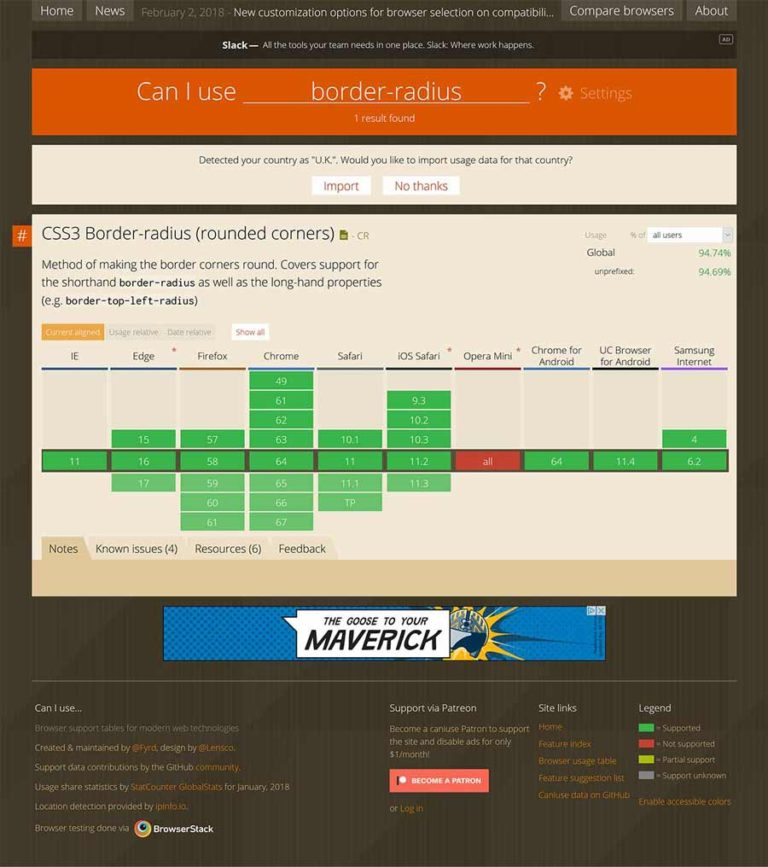 Home News February 2, 2018 - New customization options for browser selection on compatibili... Compare browsers About
Slack— All the tools your team needs in one place. Slack: Where work happens.
AD
Can I use border-radius ? Settings
1 result found
Detected your country as "U.K.". Would you like to import usage data for that country?
Import No thanks
#
CSS3 Border-radius (rounded corners) - CR
Usage % of all users
Global 94.74%
unprefixed: 94.69%
Method of making the border corners round. Covers support for
the shorthand border-radius as well as the long-hand properties
(e.g. border-top-left-radius)
Current aligned Usage relative Date relative Show all
IE Edge * Firefox Chrome Safari iOS Safari * Opera Mini * Chrome for Android UC Browser for Android Samsung Internet
49
61 9.3
62 10.2
15 57 63 10.1 10.3 4
11 16 58 64 11 11.2 all 64 11.4 6.2
17 59 65 11.1 11.3
60 66 TP
61 67
Notes Known issues (4) Resources (6) Feedback
THE GOOSE TO YOUR
MAVERICK
Can I use...
Browser support tables for modern web technologies
Created & maintained by @Fyrd, design by @Lensco.
Support data contributions by the GitHub community.
Usage share statistics by StatCounter GlobalStats for January, 2018
Location detection provided by ipinfo.io.
Browser testing done via BrowserStack
Support via Patreon
Become a caniuse Patron to support
the site and disable ads for only
$1/month!
BECOME A PATRON
or Log in
Site links
Home
Feature index
Browser usage table
Feature suggestion list
Caniuse data on GitHub
Legend
= Supported
= Not supported
= Partial support
= Support unknown
Enable accessible colors